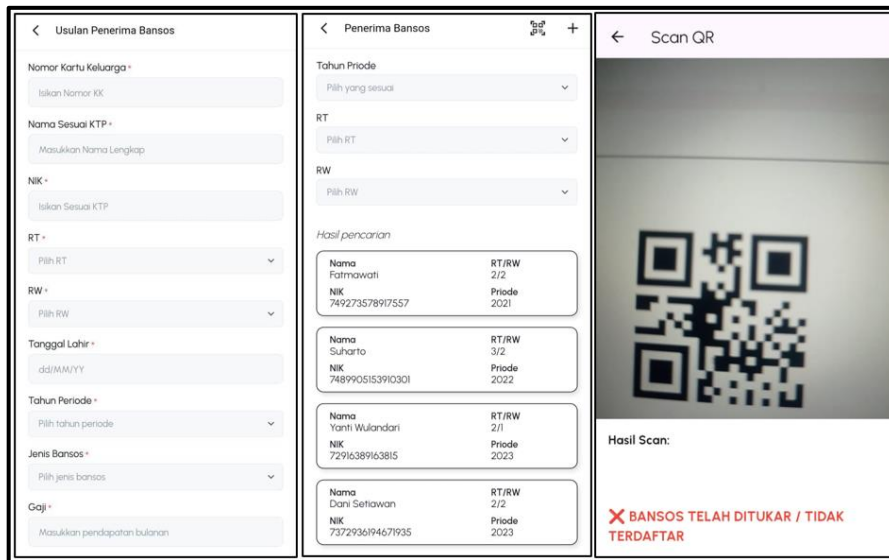 Usulan Penerima Bansos
Nomor Kartu Keluarga *
Isikan Nomor KK
Nama Sesuai KTP *
Masukkan Nama Lengkap
NIK *
Isikan Sesuai KTP
RT *
Pilih RT
RW *
Pilih RW
Tanggal Lahir *
dd/MM/YY
Tahun Periode *
Pilih tahun periode
Jenis Bansos *
Pilih jenis bansos
Gaji *
Masukkan pendapatan bulanan
Penerima Bansos
Tahun Priode
Pilih yang sesuai
RT
Pilih RT
RW
Pilih RW
Hasil pencarian
Nama RT/RW
Fatmawati 2/2
NIK Priode
749273578917557 2021
Nama RT/RW
Suharto 3/2
NIK Priode
7489905153910301 2022
Nama RT/RW
Yanti Wulandari 2/1
NIK Priode
72916389163815 2023
Nama RT/RW
Dani Setiawan 2/2
NIK Priode
7372936194671935 2023
Scan QR
Hasil Scan:
❌ BANSOS TELAH DITUKAR / TIDAK
TERDAFTAR